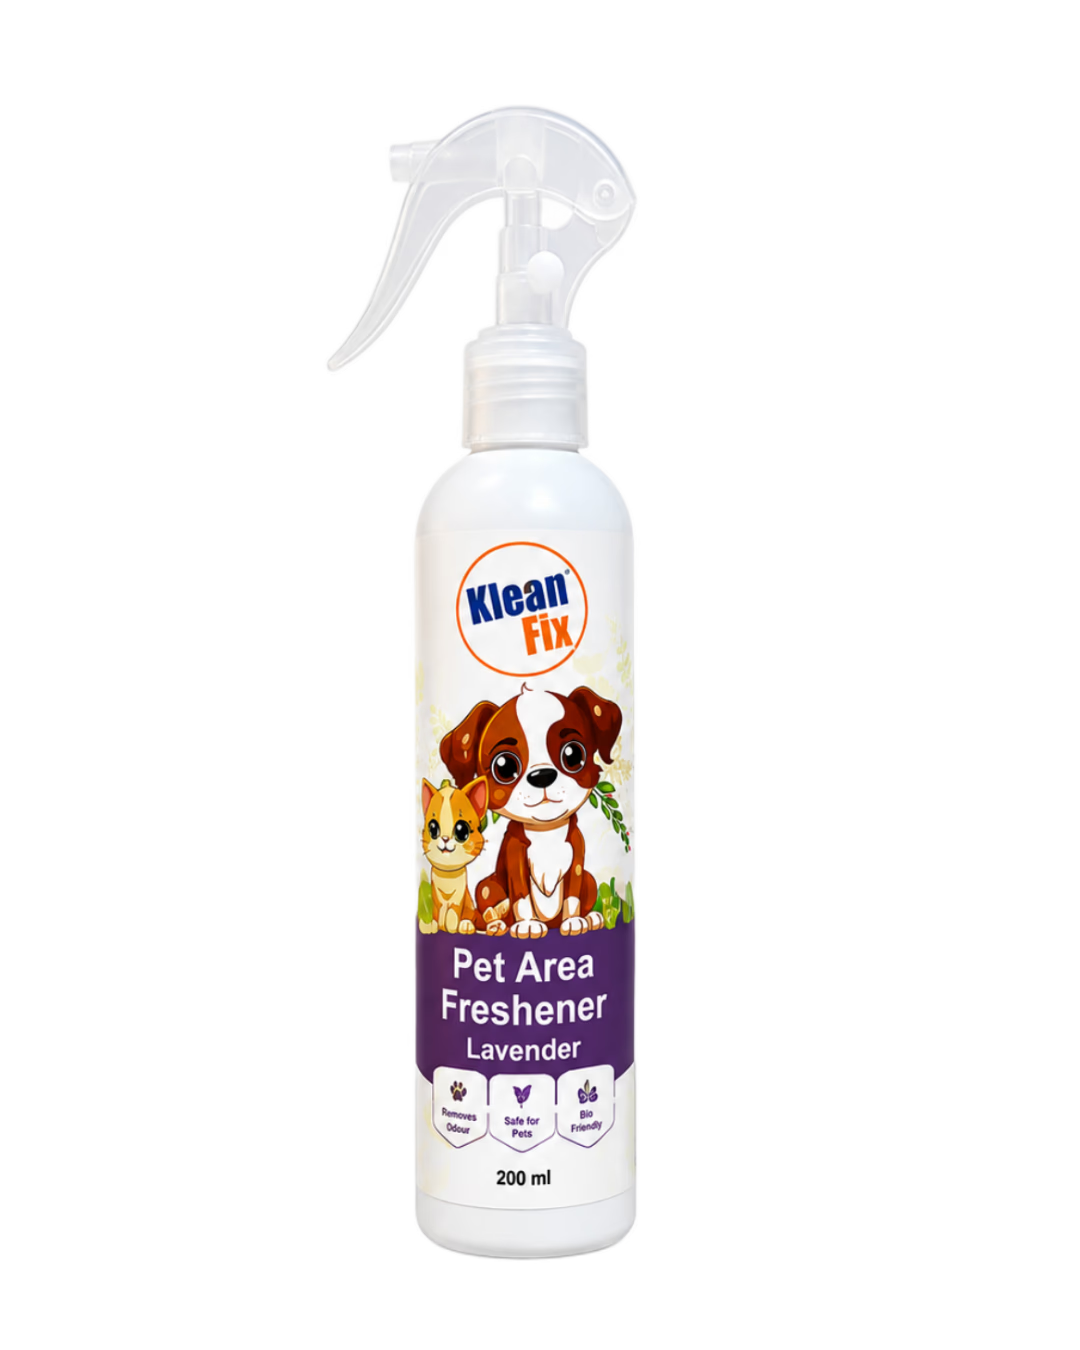 Klean®
Fix
Pet Area
Freshener
Lavender
Removes
Odour
Safe for
Pets
Bio
Friendly
200 ml